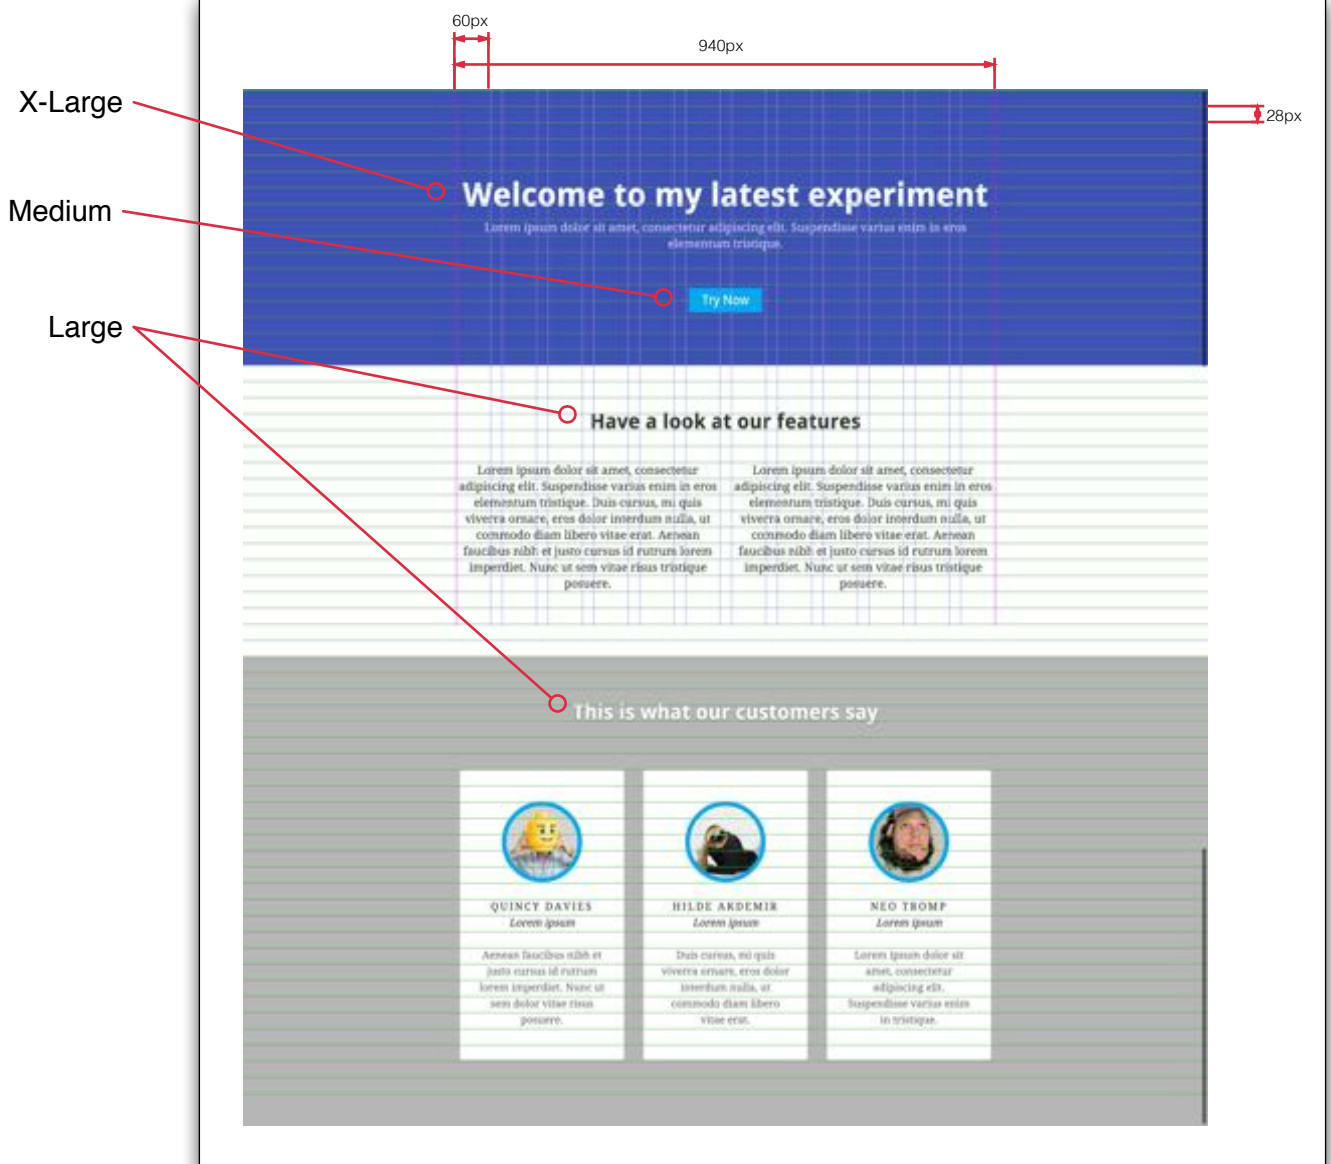 60px
940px
28px
X-Large
Medium
Large
Welcome to my latest experiment
Lorem ipsum dolor sit amet, consectetur adipiscing elit. Suspendisse varius enim in eros
elementum tristique.
Try Now
Have a look at our features
Lorem ipsum dolor sit amet, consectetur
adipiscing elit. Suspendisse varius enim in eros
elementum tristique. Duis cursus, mi quis
viverra ornare, eros dolor interdum nulla, ut
commodo diam libero vitae erat. Aenean
faucibus nibh et justo cursus id rutrum lorem
imperdiet. Nunc ut sem vitae risus tristique
posuere.
Lorem ipsum dolor sit amet, consectetur
adipiscing elit. Suspendisse varius enim in eros
elementum tristique. Duis cursus, mi quis
viverra ornare, eros dolor interdum nulla, ut
commodo diam libero vitae erat. Aenean
faucibus nibh et justo cursus id rutrum lorem
imperdiet. Nunc ut sem vitae risus tristique
posuere.
This is what our customers say
QUINCY DAVIES
Lorem ipsum
Aenean faucibus nibh et
justo cursus id rutrum
lorem imperdiet. Nunc ut
sem dolor vitae risus
posuere.
HILDE AKDEMIR
Lorem ipsum
Duis cursus, mi quis
viverra ornare, eros dolor
interdum nulla, ut
commodo diam libero
vitae erat.
NEO TROMP
Lorem ipsum
Lorem ipsum dolor sit
amet, consectetur
adipiscing elit.
Suspendisse varius enim
in tristique.